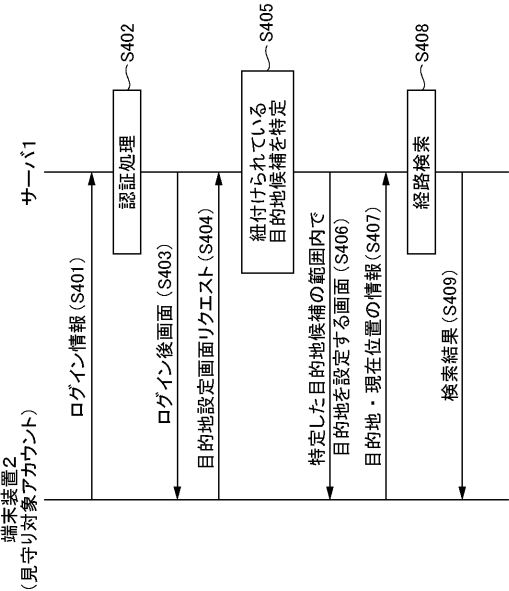 端末装置2
(見守り対象アカウント)
サーバ1
ログイン情報(S401)
認証処理
S402
ログイン後画面(S403)
目的地設定画面リクエスト(S404)
紐付けられている
目的地候補を特定
S405
特定した目的地候補の範囲内で
目的地を設定する画面(S406)
目的地・現在位置の情報(S407)
経路検索
S408
検索結果(S409)